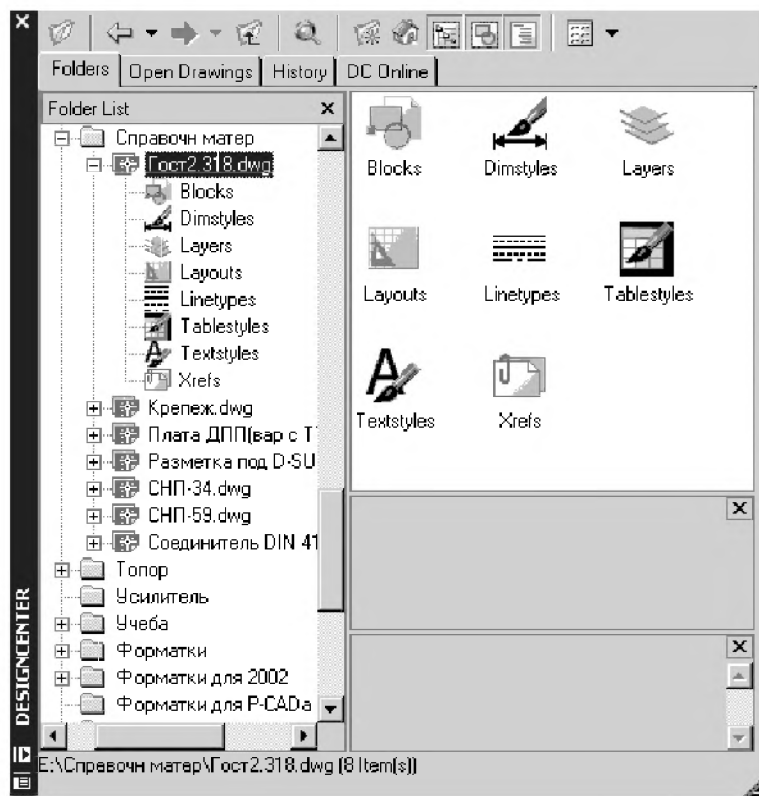 Folders Open Drawings History DC Online
Folder List
Справочн матер
Гост2.318.dwg
Blocks
Dimstyles
Layers
Layouts
Linetypes
Tablestyles
Textstyles
Xrefs
Крепеж.dwg
Плата ДПП(вар с Т
Разметка под D-SU
СНП-34.dwg
СНП-59.dwg
Соединитель DIN 41
Топор
Усилитель
Учеба
Форматки
Форматки для 2002
Форматки для P-CADа
Blocks Dimstyles Layers
Layouts Linetypes Tablestyles
Textstyles Xrefs
DESIGNCENTER
E:\Справочн матер\Гост2.318.dwg (8 Item(s))